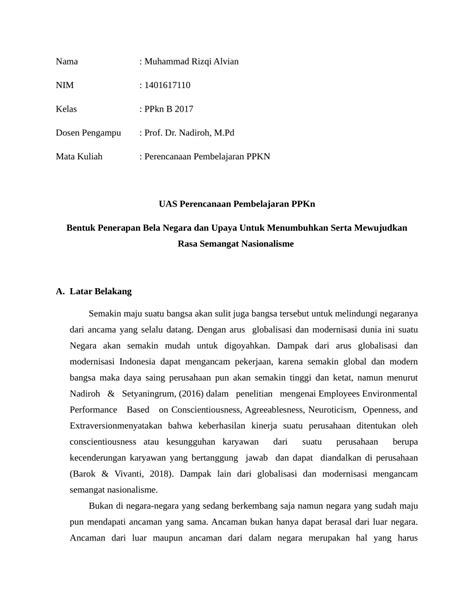 Nama : Muhammad Rizqi Alvian
NIM : 1401617110
Kelas : PPkn B 2017
Dosen Pengampu : Prof. Dr. Nadiroh, M.Pd
Mata Kuliah : Perencanaan Pembelajaran PPKN
UAS Perencanaan Pembelajaran PPKn
Bentuk Penerapan Bela Negara dan Upaya Untuk Menumbuhkan Serta Mewujudkan
Rasa Semangat Nasionalisme
A. Latar Belakang
Semakin maju suatu bangsa akan sulit juga bangsa tersebut untuk melindungi negaranya
dari ancama yang selalu datang. Dengan arus globalisasi dan modernisasi dunia ini suatu
Negara akan semakin mudah untuk digoyahkan. Dampak dari arus globalisasi dan
modernisasi Indonesia dapat mengancam pekerjaan, karena semakin global dan modern
bangsa maka daya saing perusahaan pun akan semakin tinggi dan ketat, namun menurut
Nadiroh & Setyaningrum, (2016) dalam penelitian mengenai Employees Environmental
Performance Based on Conscientiousness, Agreeablesness, Neuroticism, Openness, and
Extraversionmenyatakan bahwa keberhasilan kinerja suatu perusahaan ditentukan oleh
conscientiousness atau kesungguhan karyawan dari suatu perusahaan berupa
kecenderungan karyawan yang bertanggung jawab dan dapat diandalkan di perusahaan
(Barok & Vivanti, 2018). Dampak lain dari globalisasi dan modernisasi mengancam
semangat nasionalisme.
Bukan di negara-negara yang sedang berkembang saja namun negara yang sudah maju
pun mendapati ancaman yang sama. Ancaman bukan hanya dapat berasal dari luar negara.
Ancaman dari luar maupun ancaman dari dalam negara merupakan hal yang harus